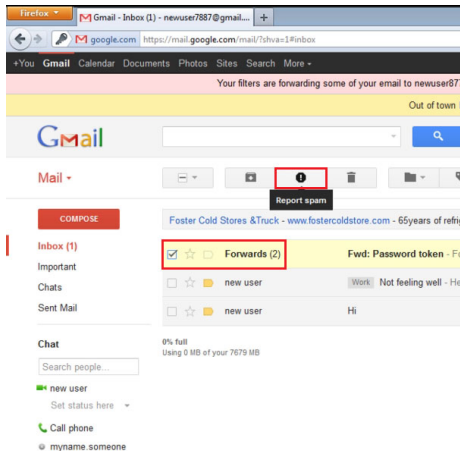 Firefox
Gmail - Inbox (1) - newuser7887@gmail....
google.com https://mail.google.com/mail/?shva=1#inbox
+You Gmail Calendar Documents Photos Sites Search More
Your filters are forwarding some of your email to newuser87
Out of town
Gmail
Mail
Report spam
COMPOSE
Foster Cold Stores &Truck - www.fostercoldstore.com - 65years of refri
Inbox (1)
Forwards (2) Fwd: Password token - Fo
Important
Chats
new user Work Not feeling well - He
Sent Mail
new user Hi
Chat
0% full
Using 0 MB of your 7679 MB
Search people...
new user
Set status here
Call phone
myname.someone